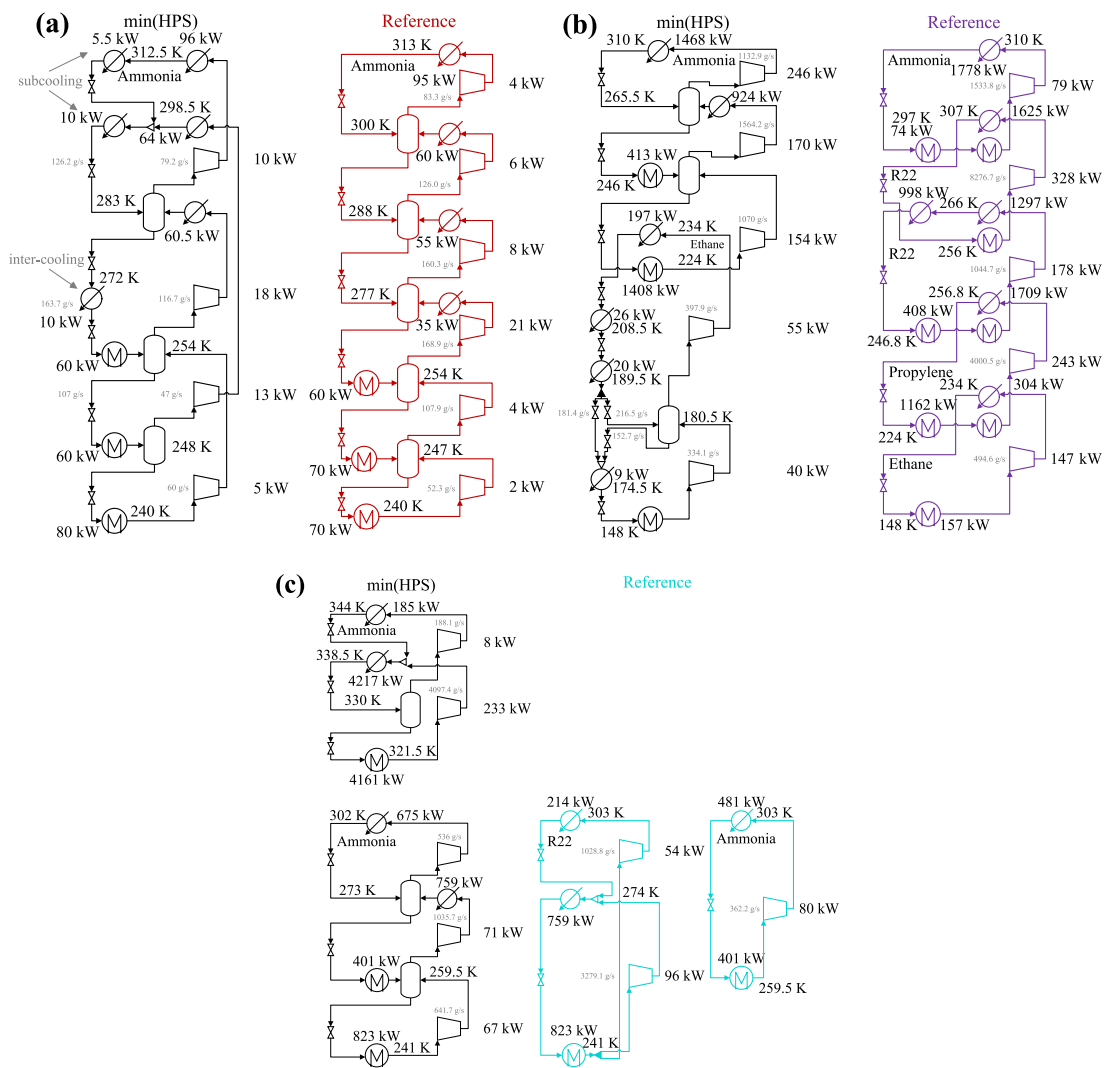 (a)
min(HPS)
5.5 kW
96 kW
312.5 K
Ammonia
subcooling
298.5 K
10 kW
64 kW
126.2 g/s
79.2 g/s
10 kW
283 K
60.5 kW
inter-cooling
272 K
163.7 g/s
10 kW
116.7 g/s
18 kW
60 kW
254 K
107 g/s
47 g/s
13 kW
60 kW
248 K
60 g/s
5 kW
80 kW
240 K
Reference
313 K
Ammonia
95 kW
4 kW
83.3 g/s
300 K
60 kW
6 kW
126.0 g/s
288 K
55 kW
8 kW
160.3 g/s
277 K
35 kW
21 kW
168.9 g/s
60 kW
254 K
107.9 g/s
4 kW
70 kW
247 K
52.3 g/s
2 kW
70 kW
240 K
(b)
min(HPS)
310 K
1468 kW
Ammonia
1132.9 g/s
246 kW
265.5 K
924 kW
1564.2 g/s
170 kW
413 kW
246 K
197 kW
234 K
Ethane
1070 g/s
154 kW
224 K
1408 kW
26 kW
208.5 K
397.9 g/s
55 kW
20 kW
189.5 K
181.4 g/s
216.5 g/s
180.5 K
152.7 g/s
9 kW
174.5 K
334.1 g/s
40 kW
148 K
Reference
310 K
Ammonia
1778 kW
1533.8 g/s
79 kW
297 K
74 kW
307 K
1625 kW
R22
8276.7 g/s
328 kW
998 kW
266 K
1297 kW
R22
256 K
1044.7 g/s
178 kW
256.8 K
1709 kW
408 kW
246.8 K
4000.5 g/s
243 kW
Propylene
234 K
304 kW
1162 kW
224 K
Ethane
494.6 g/s
147 kW
148 K
157 kW
(c)
min(HPS)
344 K
185 kW
Ammonia
188.1 g/s
8 kW
338.5 K
4217 kW
330 K
4097.4 g/s
233 kW
321.5 K
4161 kW
302 K
675 kW
Ammonia
536 g/s
273 K
759 kW
1035.7 g/s
71 kW
401 kW
259.5 K
641.7 g/s
67 kW
823 kW
241 K
Reference
214 kW
303 K
R22
1028.8 g/s
54 kW
274 K
759 kW
3279.1 g/s
96 kW
823 kW
241 K
481 kW
303 K
Ammonia
362.2 g/s
80 kW
401 kW
259.5 K